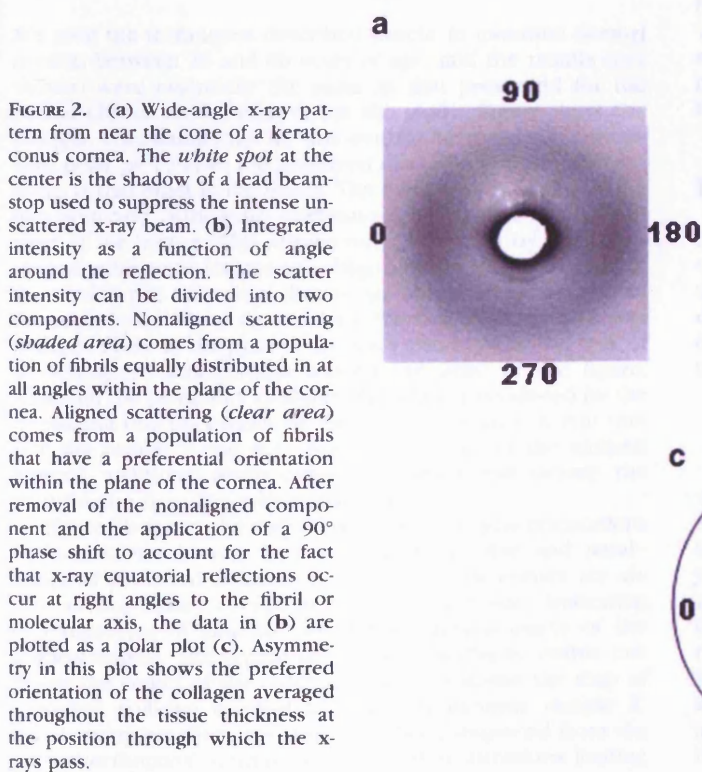 a
90
0
180
270
c
0
FIGURE 2. (a) Wide-angle x-ray pat-
tern from near the cone of a kerato-
conus cornea. The white spot at the
center is the shadow of a lead beam-
stop used to suppress the intense un-
scattered x-ray beam. (b) Integrated
intensity as a function of angle
around the reflection. The scatter
intensity can be divided into two
components. Nonaligned scattering
(shaded area) comes from a popula-
tion of fibrils equally distributed in at
all angles within the plane of the cor-
nea. Aligned scattering (clear area)
comes from a population of fibrils
that have a preferential orientation
within the plane of the cornea. After
removal of the nonaligned compo-
nent and the application of a 90°
phase shift to account for the fact
that x-ray equatorial reflections oc-
cur at right angles to the fibril or
molecular axis, the data in (b) are
plotted as a polar plot (c). Asymme-
try in this plot shows the preferred
orientation of the collagen averaged
throughout the tissue thickness at
the position through which the x-
rays pass.